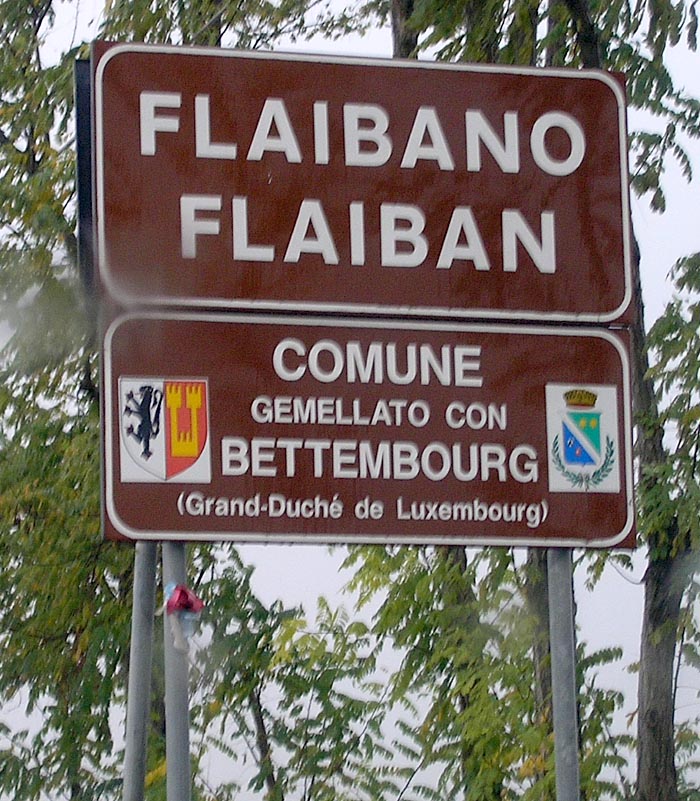 FLAIBANO
FLAIBAN
COMUNE
GEMELLATO CON
BETTEMBOURG
(Grand-Duché de Luxembourg)